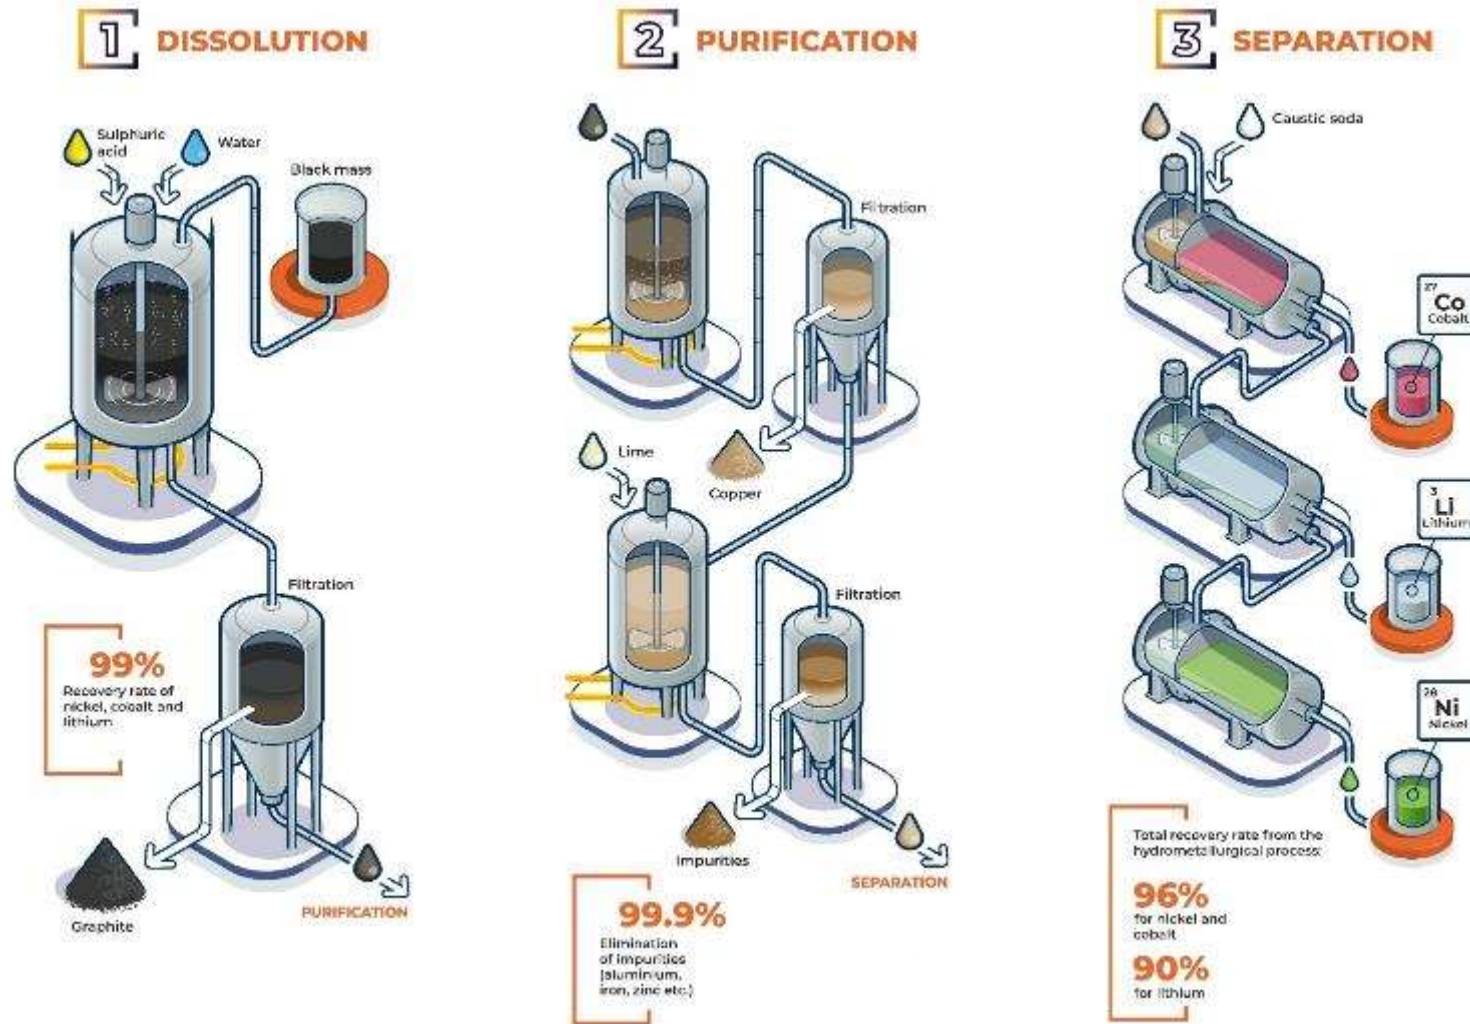 1 DISSOLUTION
Sulphuric
acid
Water
Black mass
Filtration
99%
Recovery rate of
nickel, cobalt and
lithium
Graphite
PURIFICATION
2 PURIFICATION
Filtration
Copper
Lime
Filtration
Impurities
SEPARATION
99.9%
Elimination
of impurities
(aluminium,
iron, zinc etc.)
3 SEPARATION
Caustic soda
27
Co
Cobalt
3
Li
Lithium
28
Ni
Nickel
Total recovery rate from the
hydrometallurgical process:
96%
for nickel and
cobalt
90%
for lithium